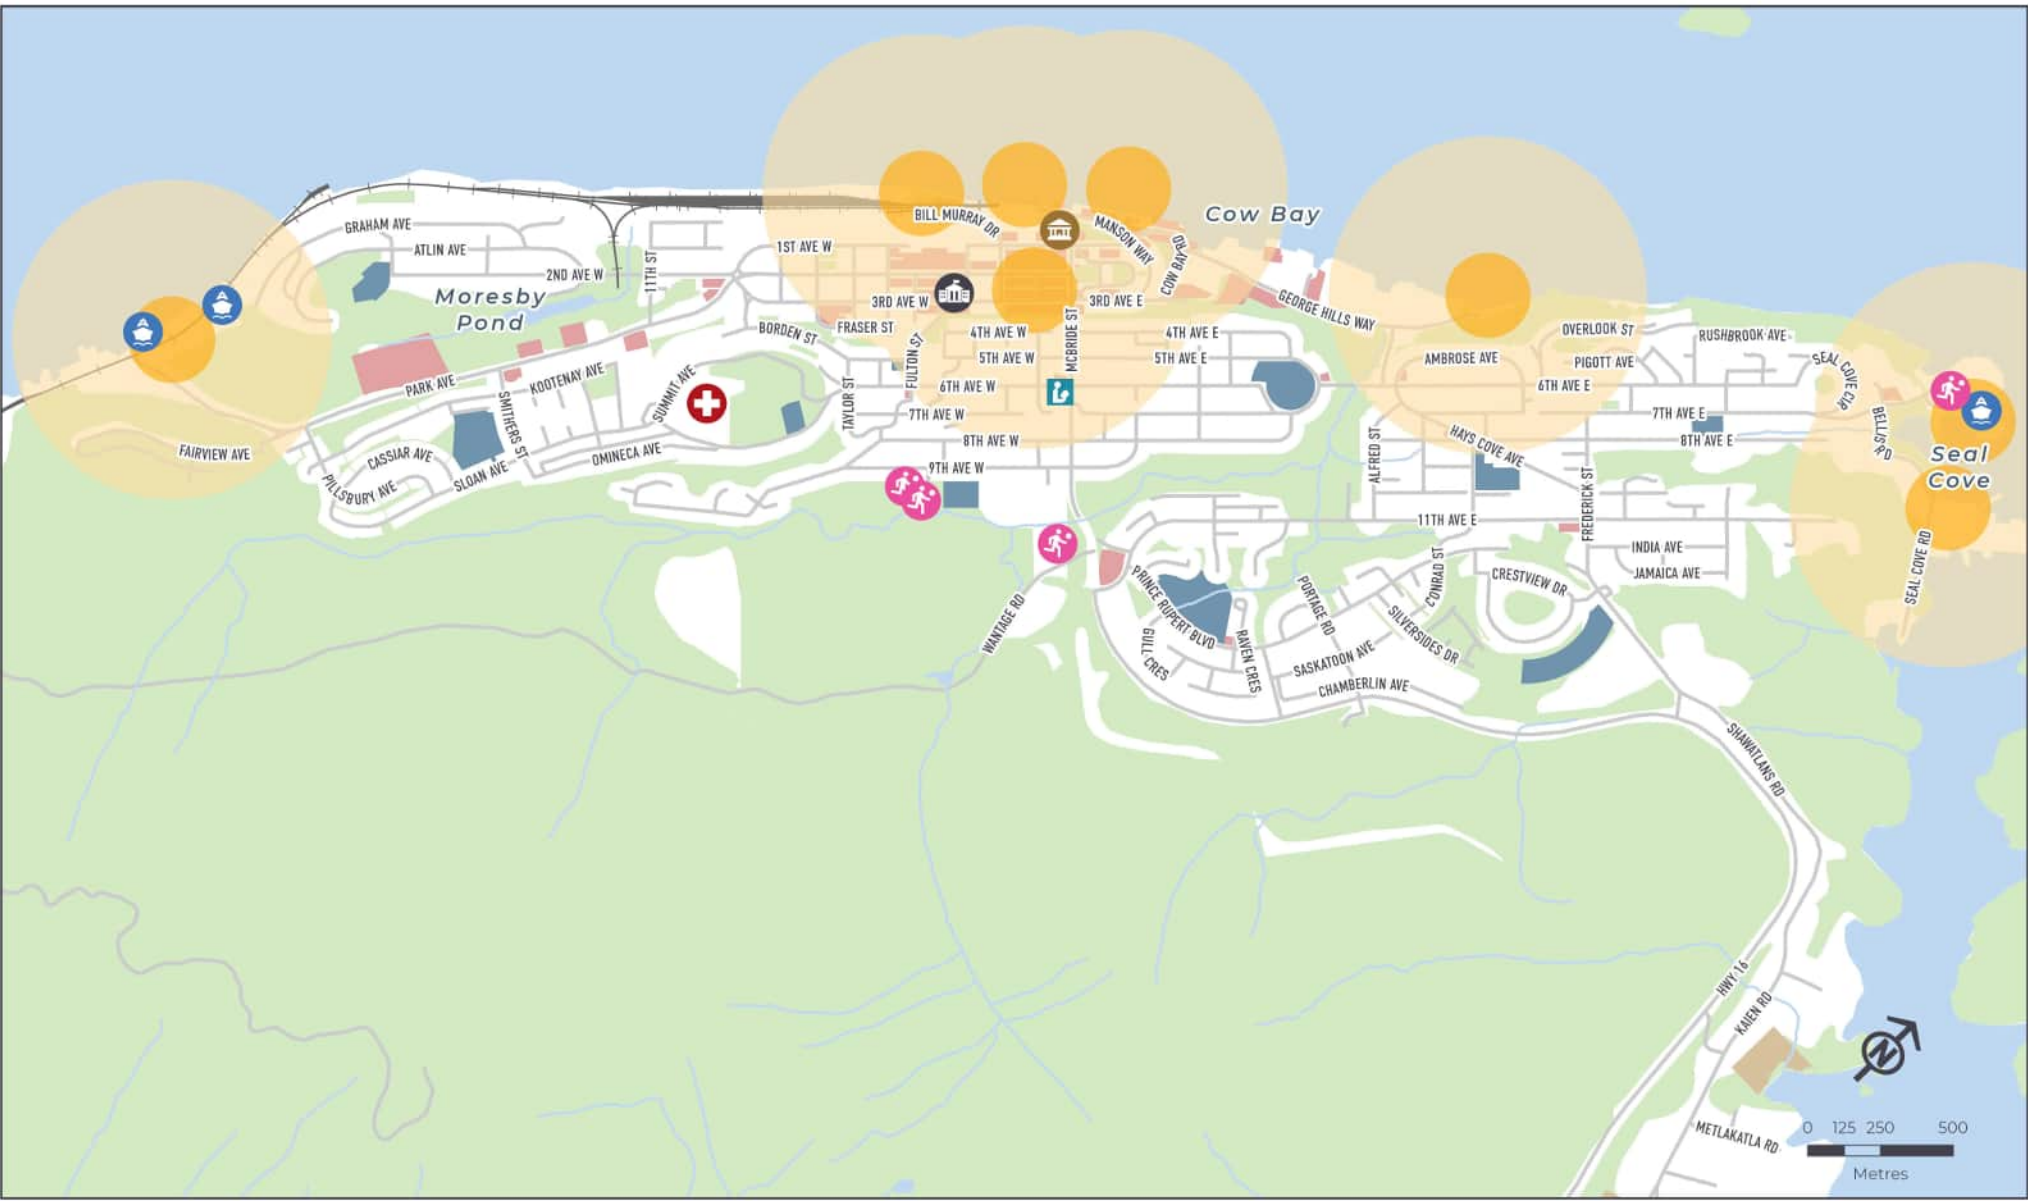 Cow Bay
BILL MURRAY DR
MANSON WAY
COW BAY RD
GRAHAM AVE
ATLIN AVE
1ST AVE W
2ND AVE W
11TH ST
Moresby
Pond
3RD AVE W
3RD AVE E
GEORGE HILLS WAY
BORDEN ST
FRASER ST
4TH AVE W
MCBRIDE ST
4TH AVE E
OVERLOOK ST
RUSHBROOK AVE
FULTON ST
5TH AVE W
5TH AVE E
AMBROSE AVE
PIGOTT AVE
SEAL COVE CIR
PARK AVE
KOOTENAY AVE
SUMMIT AVE
TAYLOR ST
6TH AVE W
6TH AVE E
7TH AVE W
7TH AVE E
BELLIS RD
SMITHERS ST
8TH AVE W
HAYS COVE AVE
8TH AVE E
FAIRVIEW AVE
CASSIAR AVE
OMINECA AVE
ALFRED ST
Seal
Cove
PILLSBURY AVE
SLOAN AVE
9TH AVE W
FREDERICK ST
11TH AVE E
INDIA AVE
JAMAICA AVE
SEAL COVE RD
CONRAD ST
CRESTVIEW DR
PRINCE RUPERT BLVD
PORTAGE RD
SILVERSIDES DR
WANTAGE RD
GULL CRES
RAVEN CRES
SASKATOON AVE
CHAMBERLIN AVE
SHAWATLANS RD
HWY 16
KAIEN RD
N
METLAKATLA RD
0 125 250 500
Metres